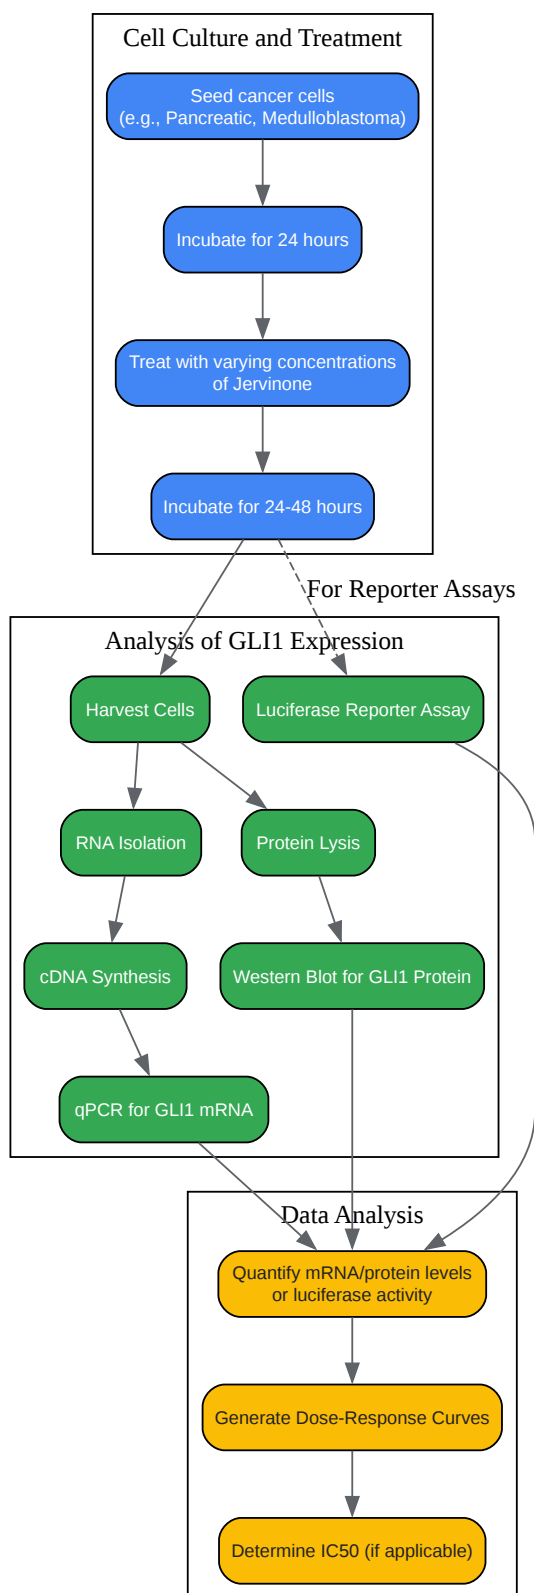 Cell Culture and Treatment
Seed cancer cells
(e.g., Pancreatic, Medulloblastoma)
Incubate for 24 hours
Treat with varying concentrations
of Jervinone
Incubate for 24-48 hours
For Reporter Assays
Analysis of GLI1 Expression
Harvest Cells
Luciferase Reporter Assay
RNA Isolation
Protein Lysis
cDNA Synthesis
Western Blot for GLI1 Protein
qPCR for GLI1 mRNA
Data Analysis
Quantify mRNA/protein levels
or luciferase activity
Generate Dose-Response Curves
Determine IC50 (if applicable)